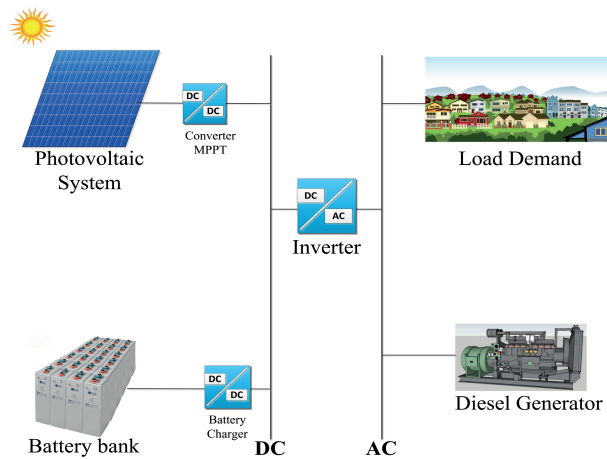 DC
DC
Converter
MPPT
Photovoltaic
System
Load Demand
DC
AC
Inverter
DC
DC
Battery
Charger
Battery bank
DC
AC
Diesel Generator